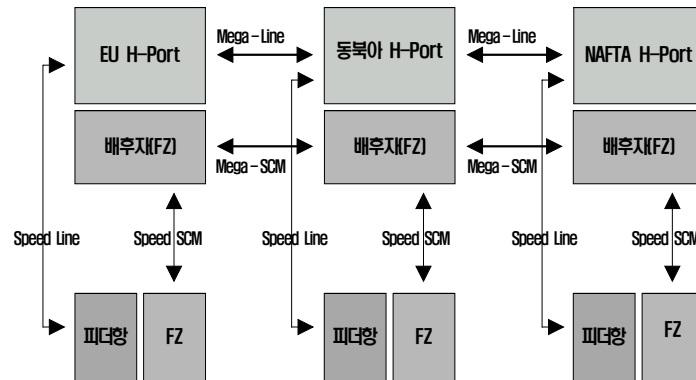 EU H-Port
Mega-Line
동북아 H-Port
Mega-Line
NAFTA H-Port
배후지(FZ)
Mega-SCM
배후지(FZ)
Mega-SCM
배후지(FZ)
Speed Line
Speed SCM
Speed Line
Speed SCM
Speed Line
Speed SCM
피더항
FZ
피더항
FZ
피더항
FZ